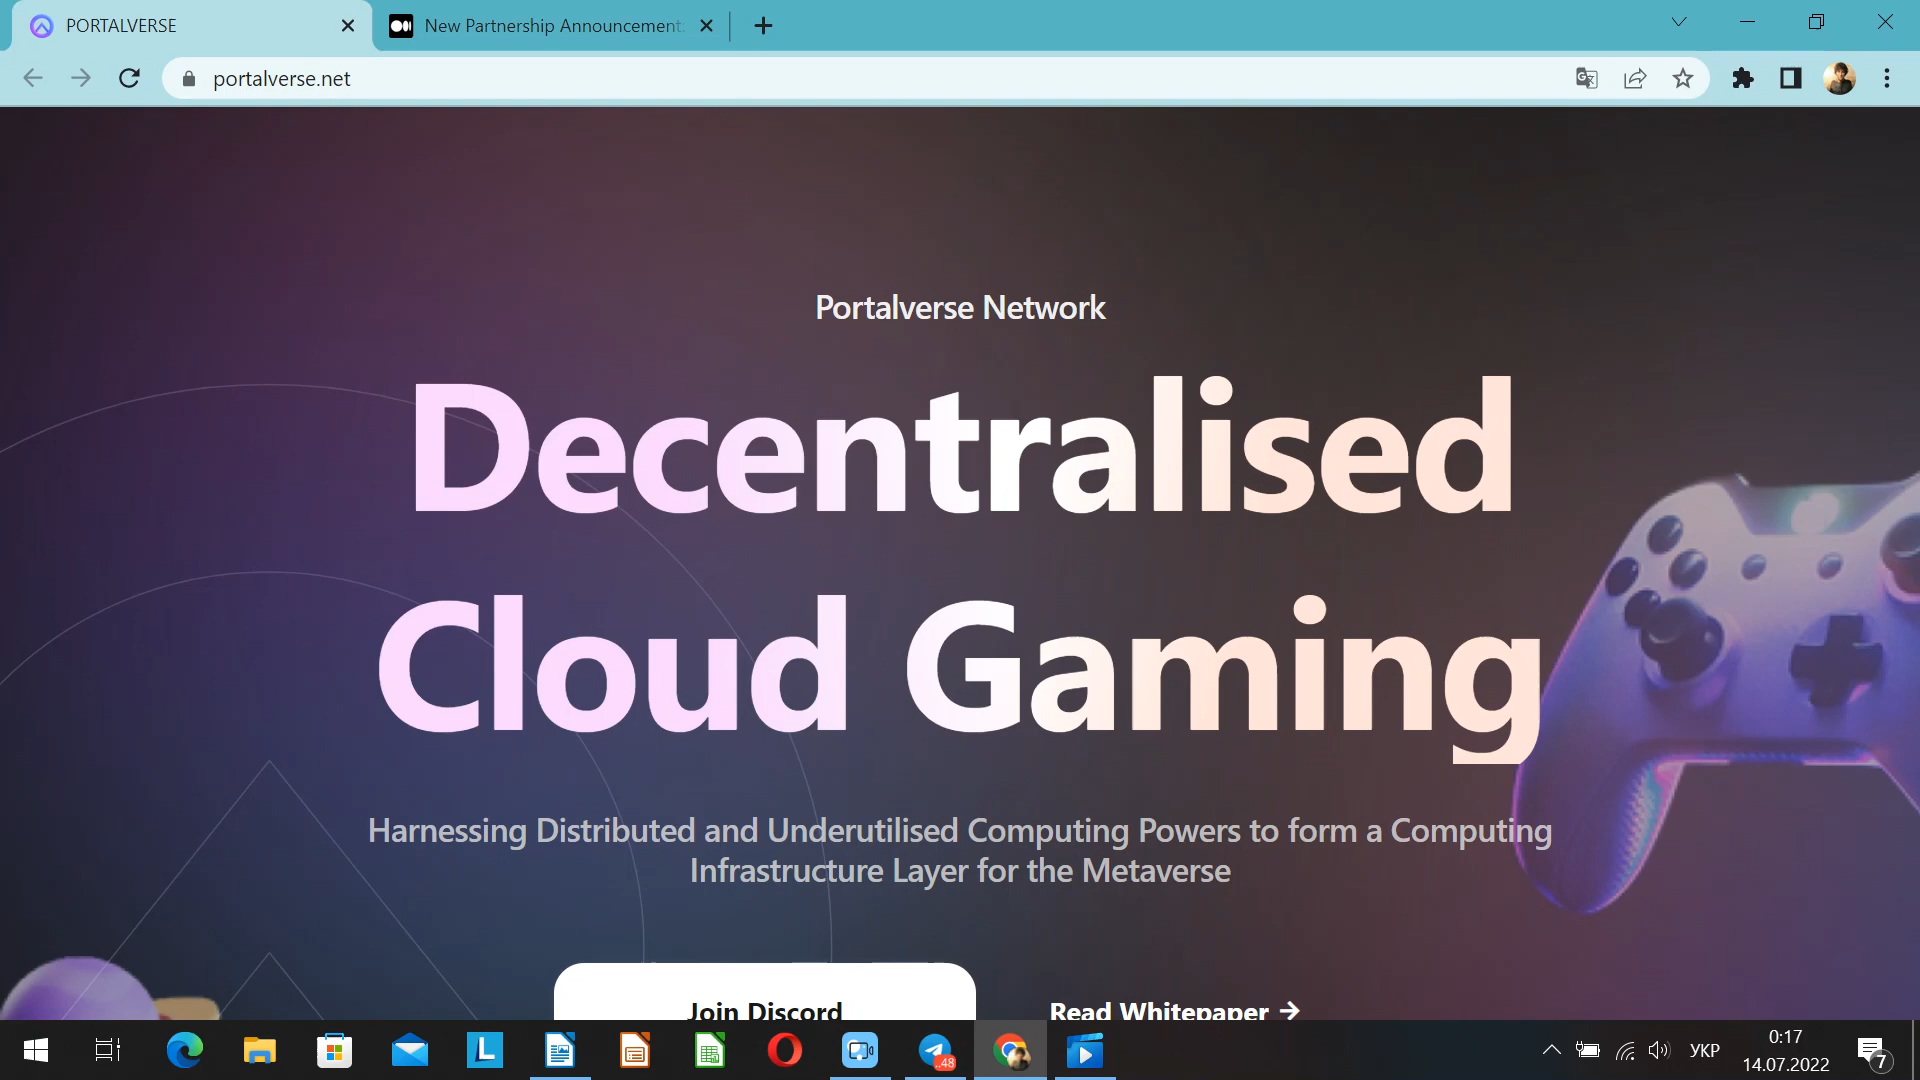 PORTALVERSE
New Partnership Announcement:
portalverse.net
Portalverse Network
Decentralised
Cloud Gaming
Harnessing Distributed and Underutilised Computing Powers to form a Computing
Infrastructure Layer for the Metaverse
Join Discord
Read Whitepaper →
L
..48
УКР
0:17
14.07.2022
7